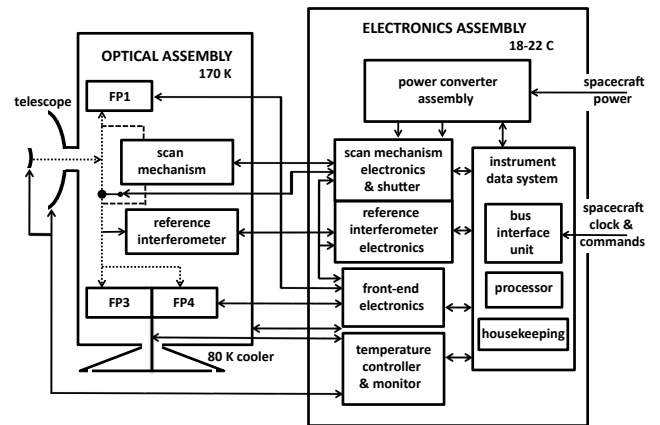 ELECTRONICS ASSEMBLY
18-22 C
OPTICAL ASSEMBLY
170 K
telescope
FP1
scan
mechanism
reference
interferometer
FP3
FP4
80 K cooler
power converter
assembly
spacecraft
power
scan mechanism
electronics
& shutter
reference
interferometer
electronics
front-end
electronics
temperature
controller
& monitor
instrument
data system
bus
interface
unit
processor
housekeeping
spacecraft
clock &
commands